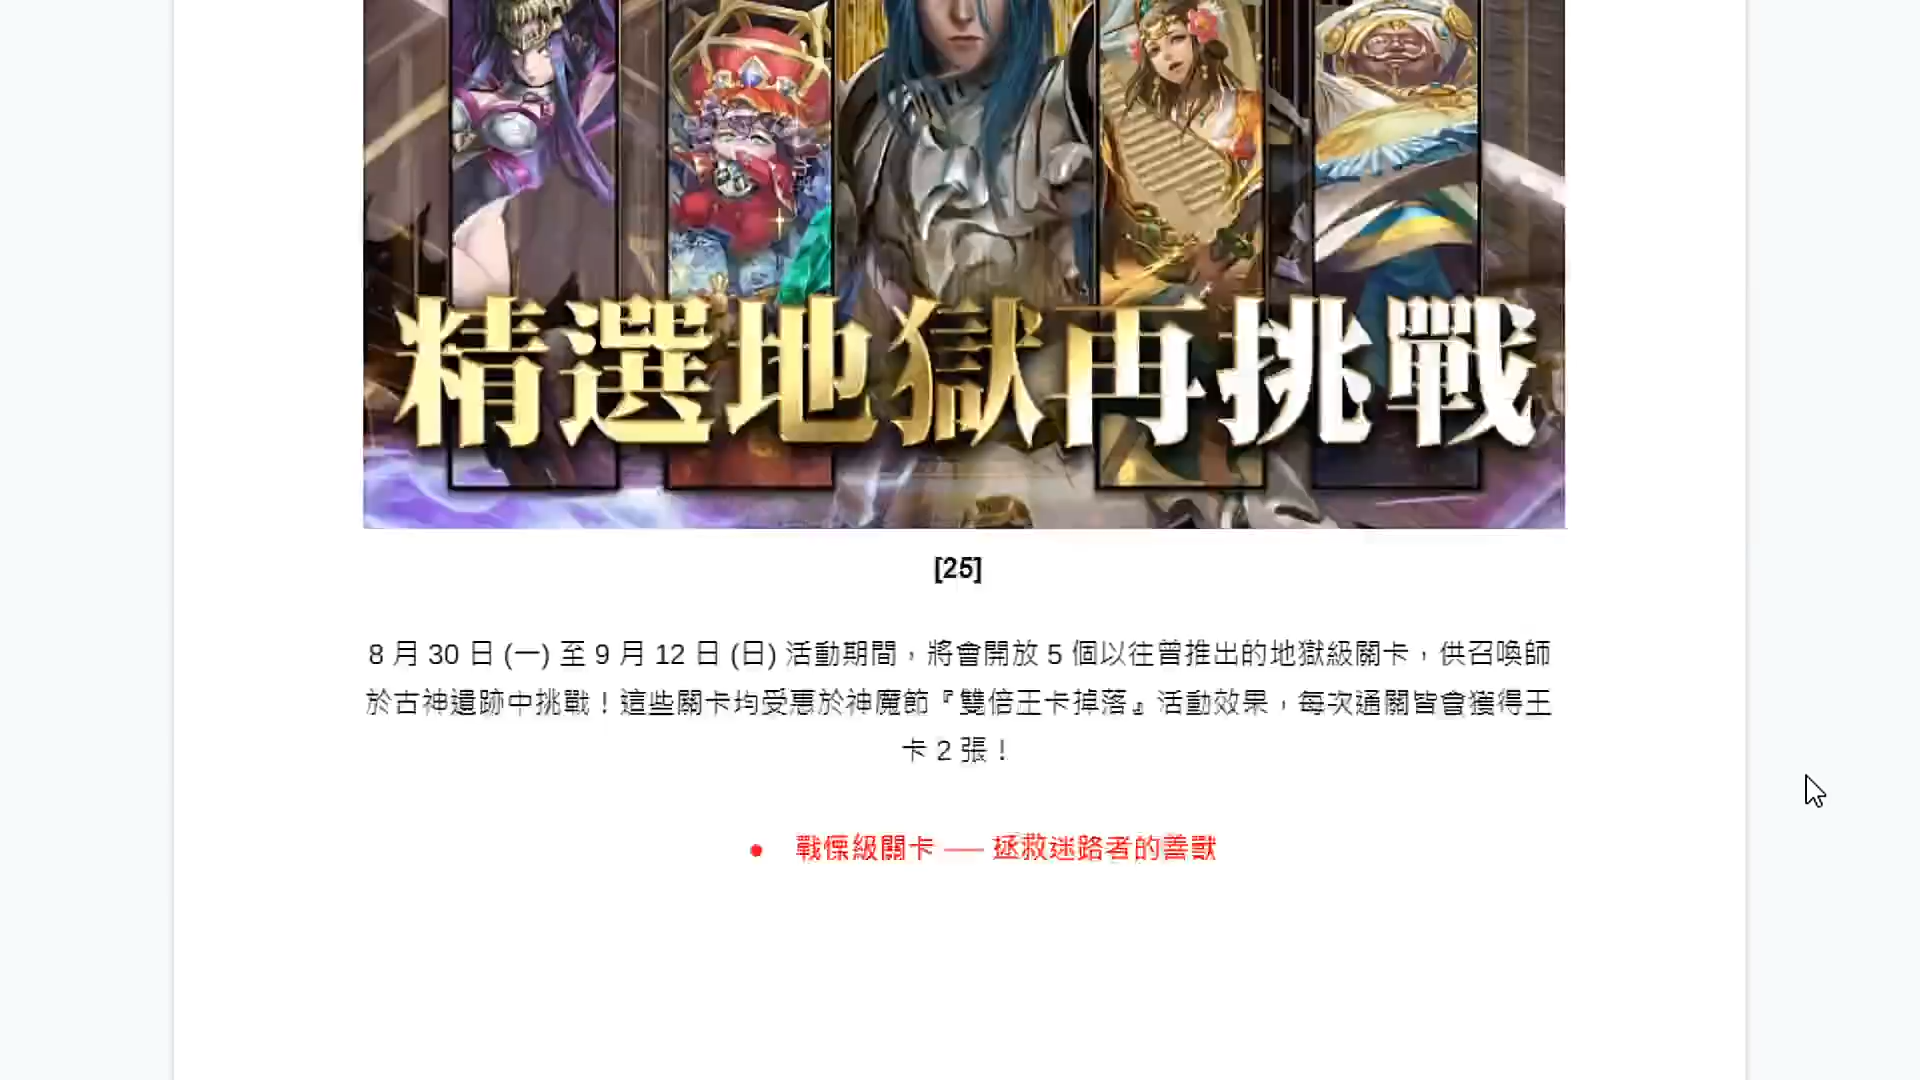 精選地獄再挑戰
[25]
8 月 30 日 (一) 至 9 月 12 日 (日) 活動期間，將會開放 5 個以往曾推出的地獄級關卡，供召喚師
於古神遺跡中挑戰！這些關卡均受惠於神魔節『雙倍王卡掉落』活動效果，每次通關皆會獲得王
卡 2 張！
● 戰慄級關卡 ── 拯救迷路者的善獸